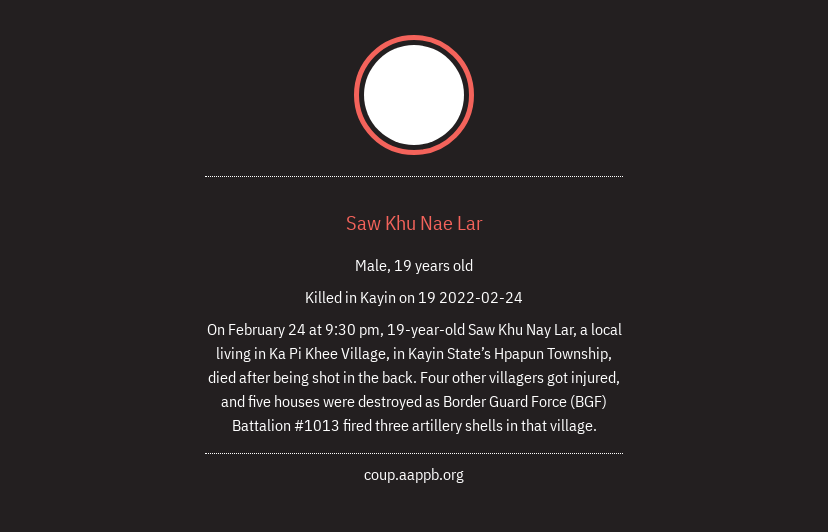 Saw Khu Nae Lar
Male, 19 years old
Killed in Kayin on 19 2022-02-24
On February 24 at 9:30 pm, 19-year-old Saw Khu Nay Lar, a local
living in Ka Pi Khee Village, in Kayin State’s Hpapun Township,
died after being shot in the back. Four other villagers got injured,
and five houses were destroyed as Border Guard Force (BGF)
Battalion #1013 fired three artillery shells in that village.
coup.aappb.org